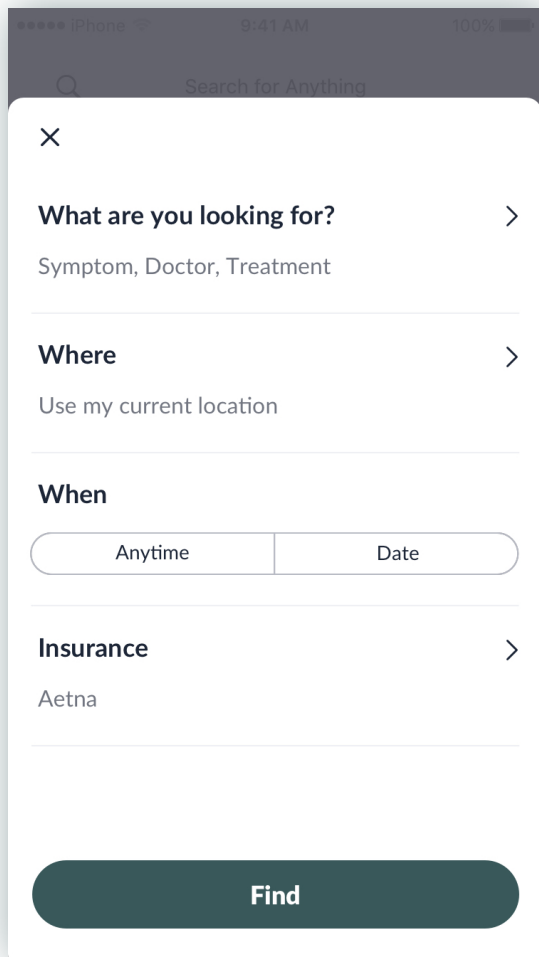 iPhone
9:41 AM
100%
Search for Anything
What are you looking for?
Symptom, Doctor, Treatment
Where
Use my current location
When
Anytime
Date
Insurance
Aetna
Find